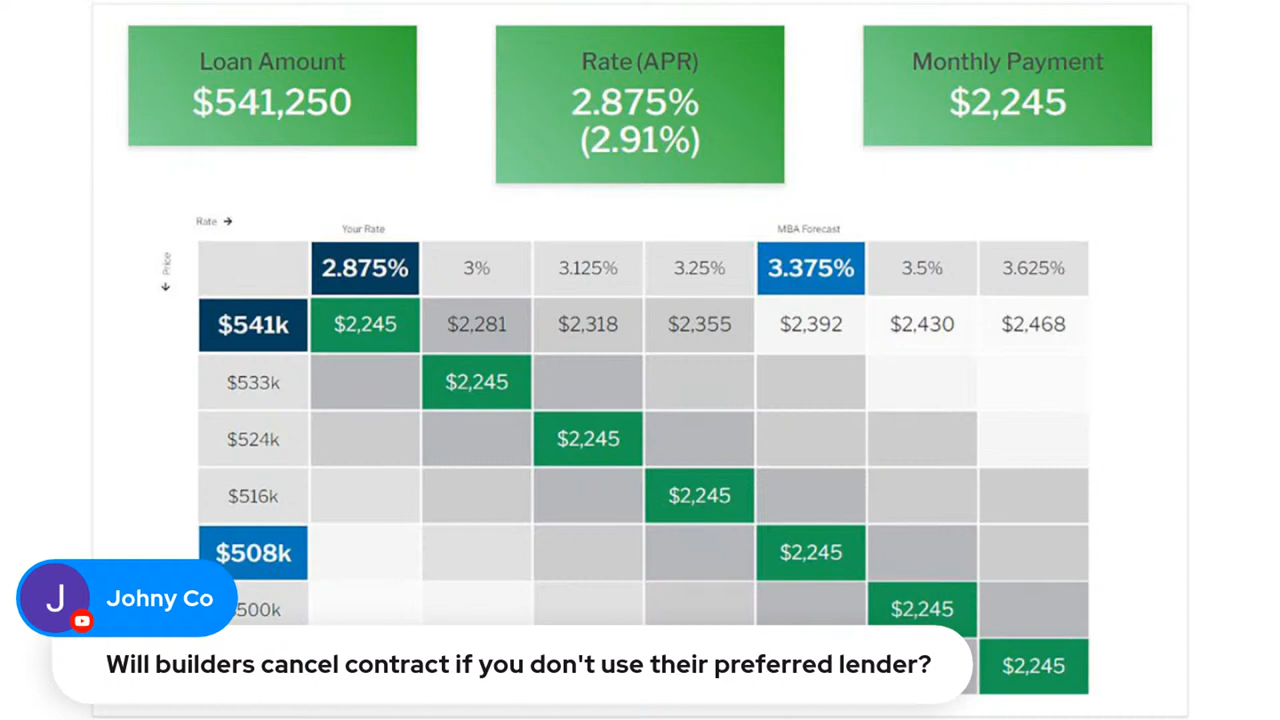 Loan Amount
$541,250
Rate (APR)
2.875%
(2.91%)
Monthly Payment
$2,245
Rate →
Your Rate
MBA Forecast
Price
2.875% 3% 3.125% 3.25% 3.375% 3.5% 3.625%
$541k $2,245 $2,281 $2,318 $2,355 $2,392 $2,430 $2,468
$533k $2,245
$524k $2,245
$516k $2,245
$508k $2,245
500k $2,245
$2,245
J
Johny Co
Will builders cancel contract if you don't use their preferred lender?